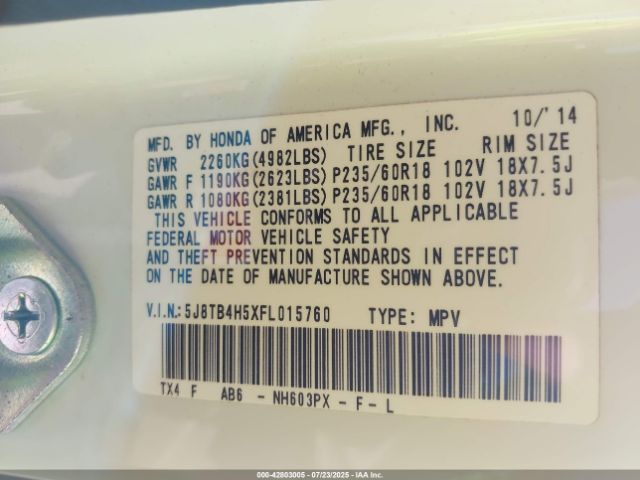 MFD. BY HONDA OF AMERICA MFG., INC. 10/'14
GVWR 2260KG(4982LBS) TIRE SIZE RIM SIZE
GAWR F 1190KG(2623LBS) P235/60R18 102V 18X7.5J
GAWR R 1080KG(2381LBS) P235/60R18 102V 18X7.5J
THIS VEHICLE CONFORMS TO ALL APPLICABLE
FEDERAL MOTOR VEHICLE SAFETY
AND THEFT PREVENTION STANDARDS IN EFFECT
ON THE DATE OF MANUFACTURE SHOWN ABOVE.
V.I.N.:5J8TB4H5XFL015760 TYPE: MPV
TX4 F AB6 - NH603PX - F - L
000-42803005 - 07/23/2025 - IAA Inc.